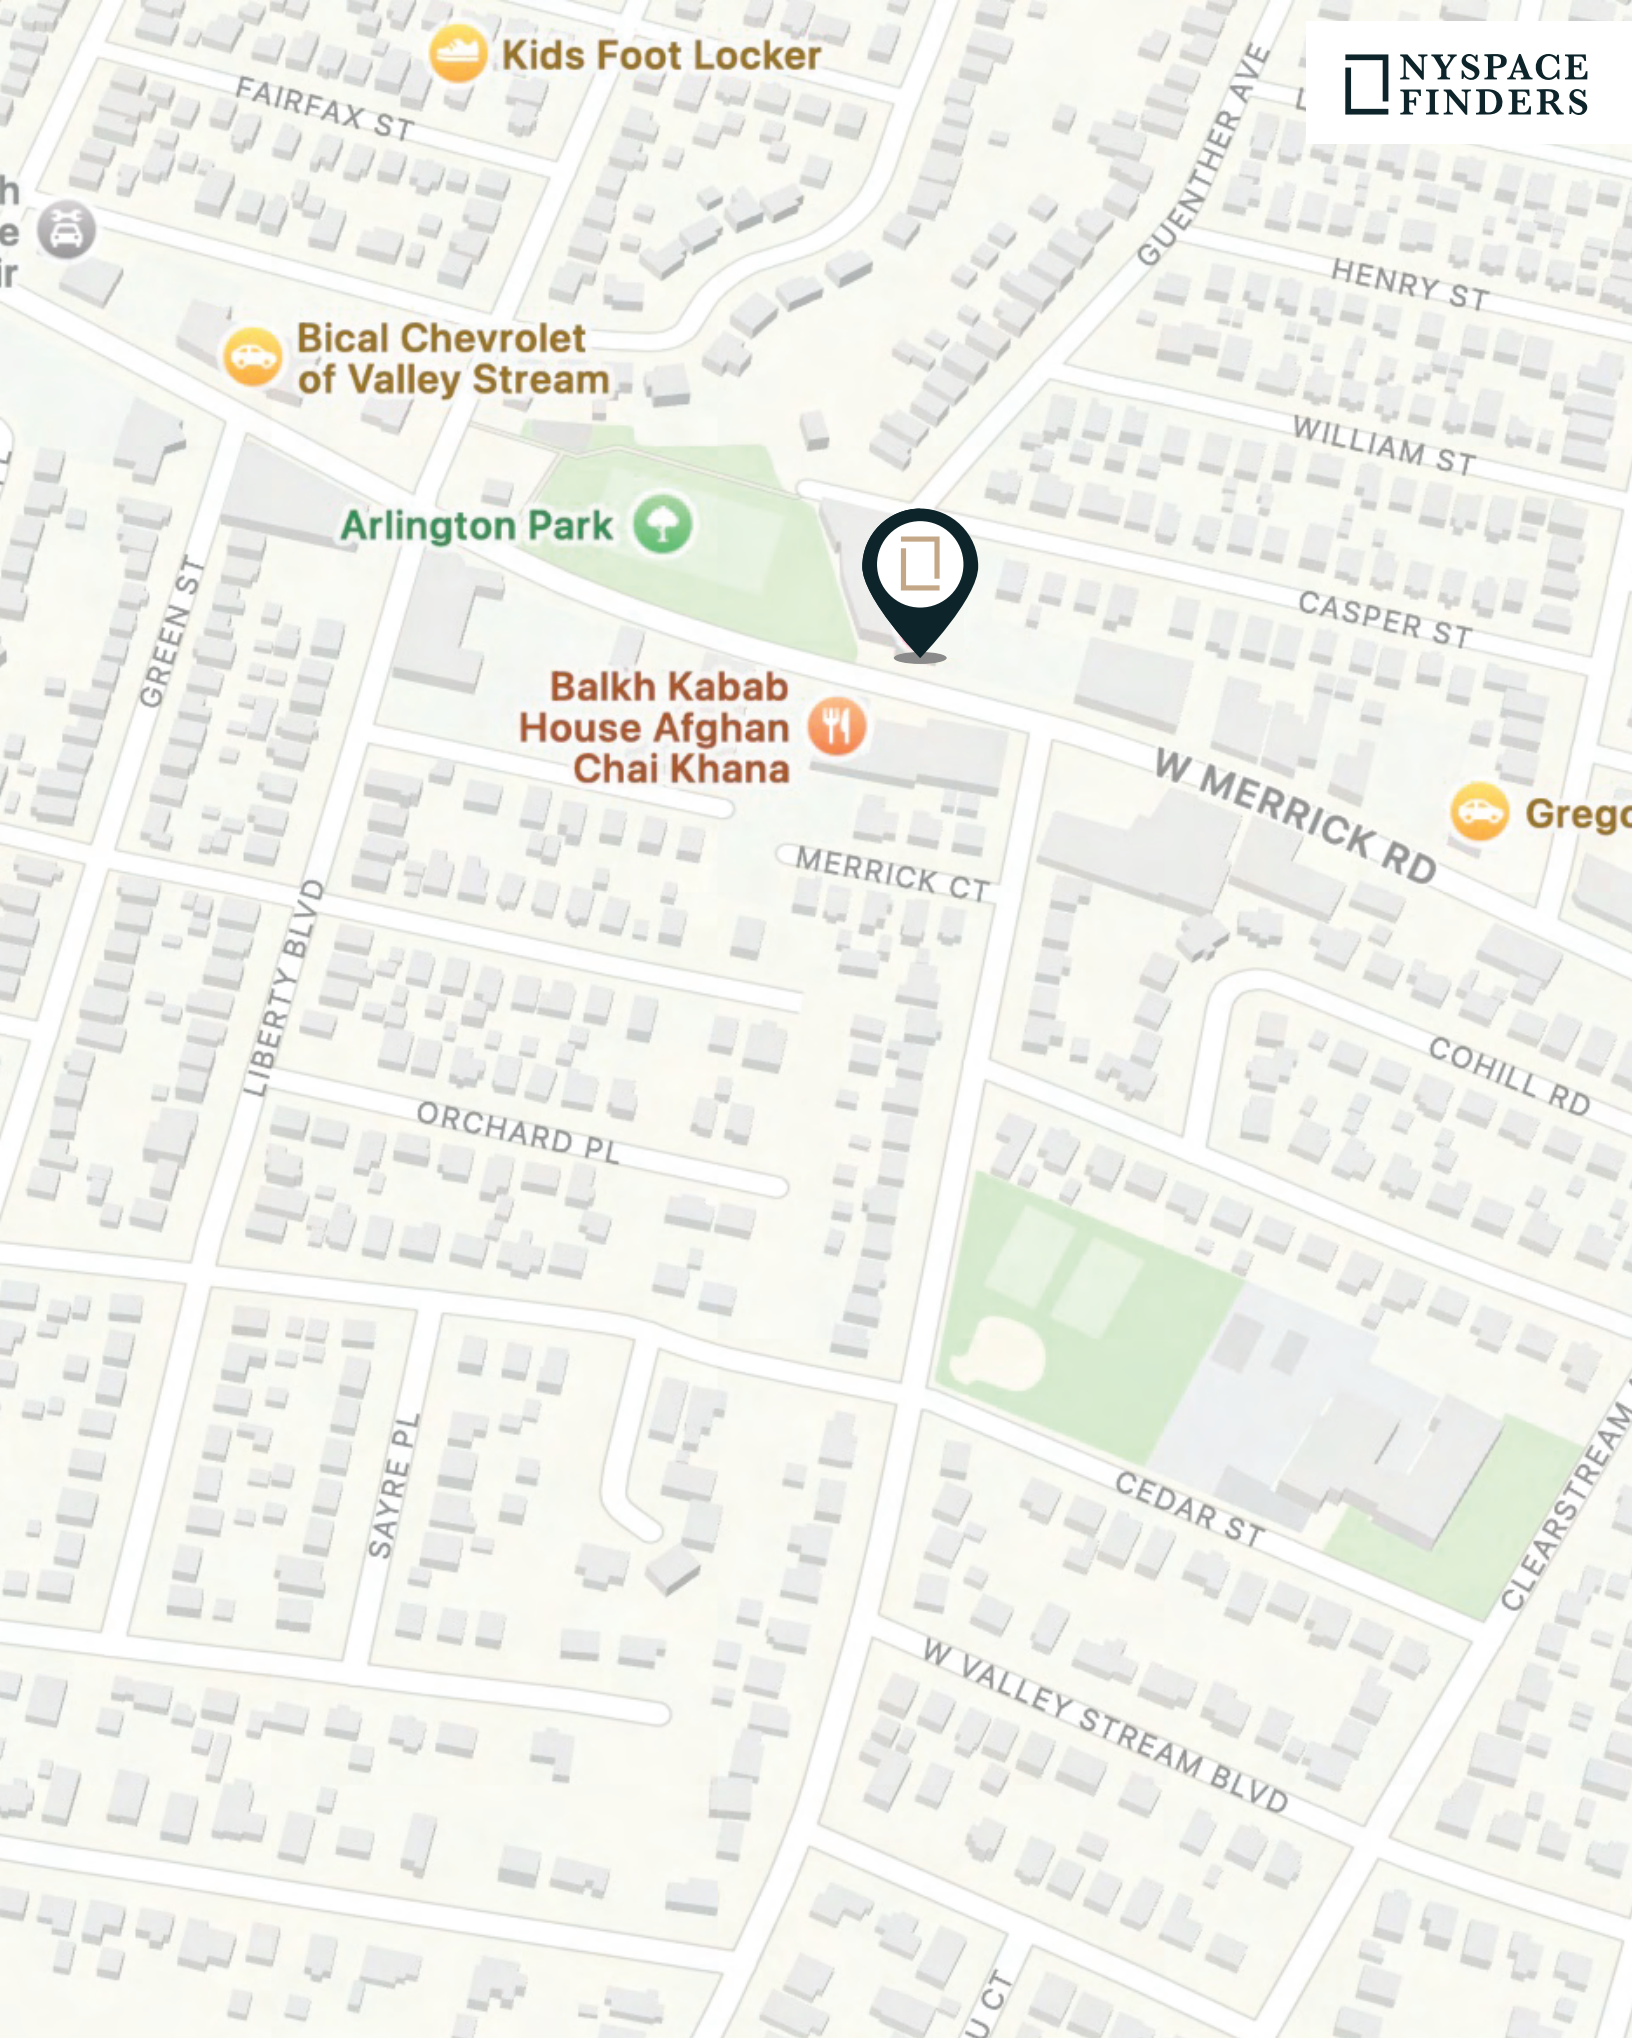 Kids Foot Locker
NYSPACE
FINDERS
FAIRFAX ST
GUENTHER AVE
HENRY ST
Bical Chevrolet
of Valley Stream
WILLIAM ST
Arlington Park
CASPER ST
GREEN ST
Balkh Kabab
House Afghan
Chai Khana
W MERRICK RD
MERRICK CT
LIBERTY BLVD
COHILL RD
ORCHARD PL
SAYRE PL
CEDAR ST
CLEARSTREAM
W VALLEY STREAM BLVD
CT